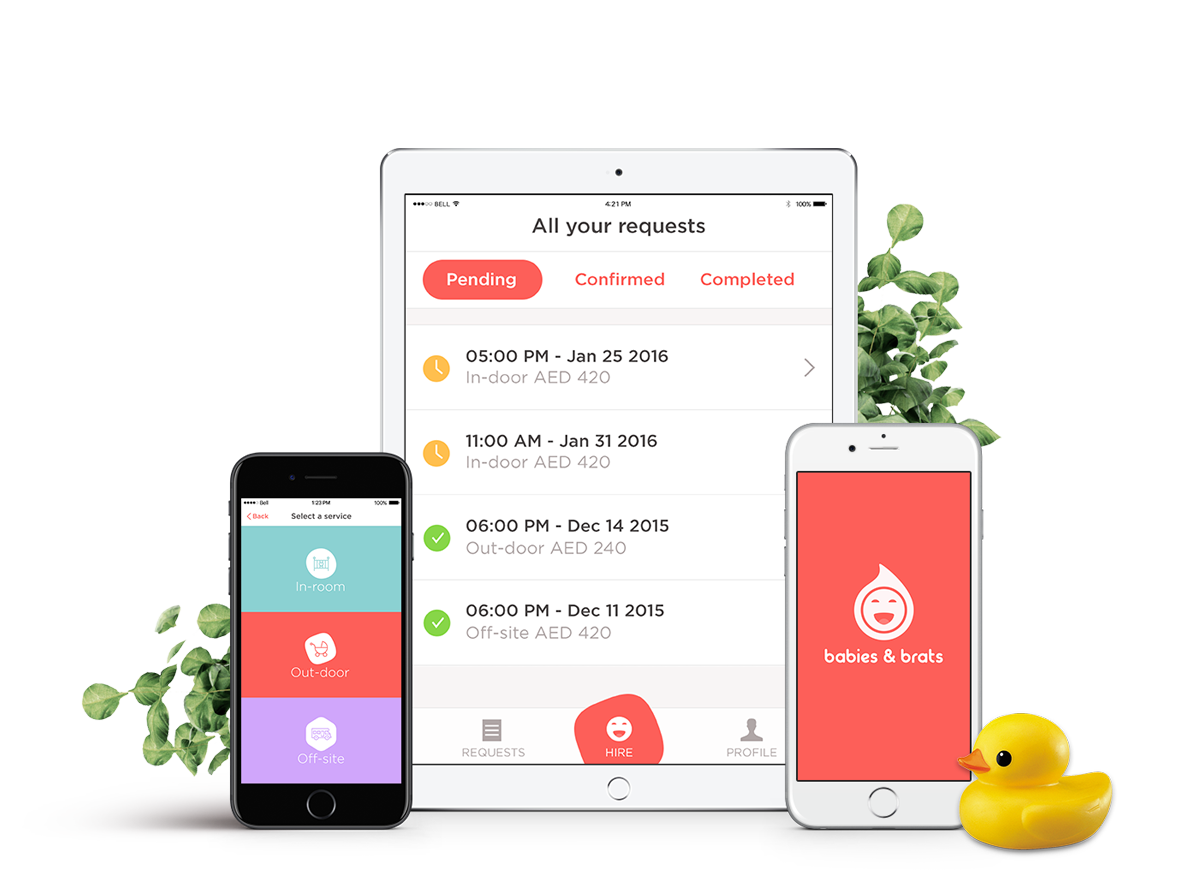 BELL
4:21 PM
100%
All your requests
Pending
Confirmed
Completed
05:00 PM - Jan 25 2016
In-door AED 420
11:00 AM - Jan 31 2016
In-door AED 420
06:00 PM - Dec 14 2015
Out-door AED 240
06:00 PM - Dec 11 2015
Off-site AED 420
REQUESTS
HIRE
PROFILE
Bell
1:23 PM
100%
Back
Select a service
In-room
Out-door
Off-site
babies & brats